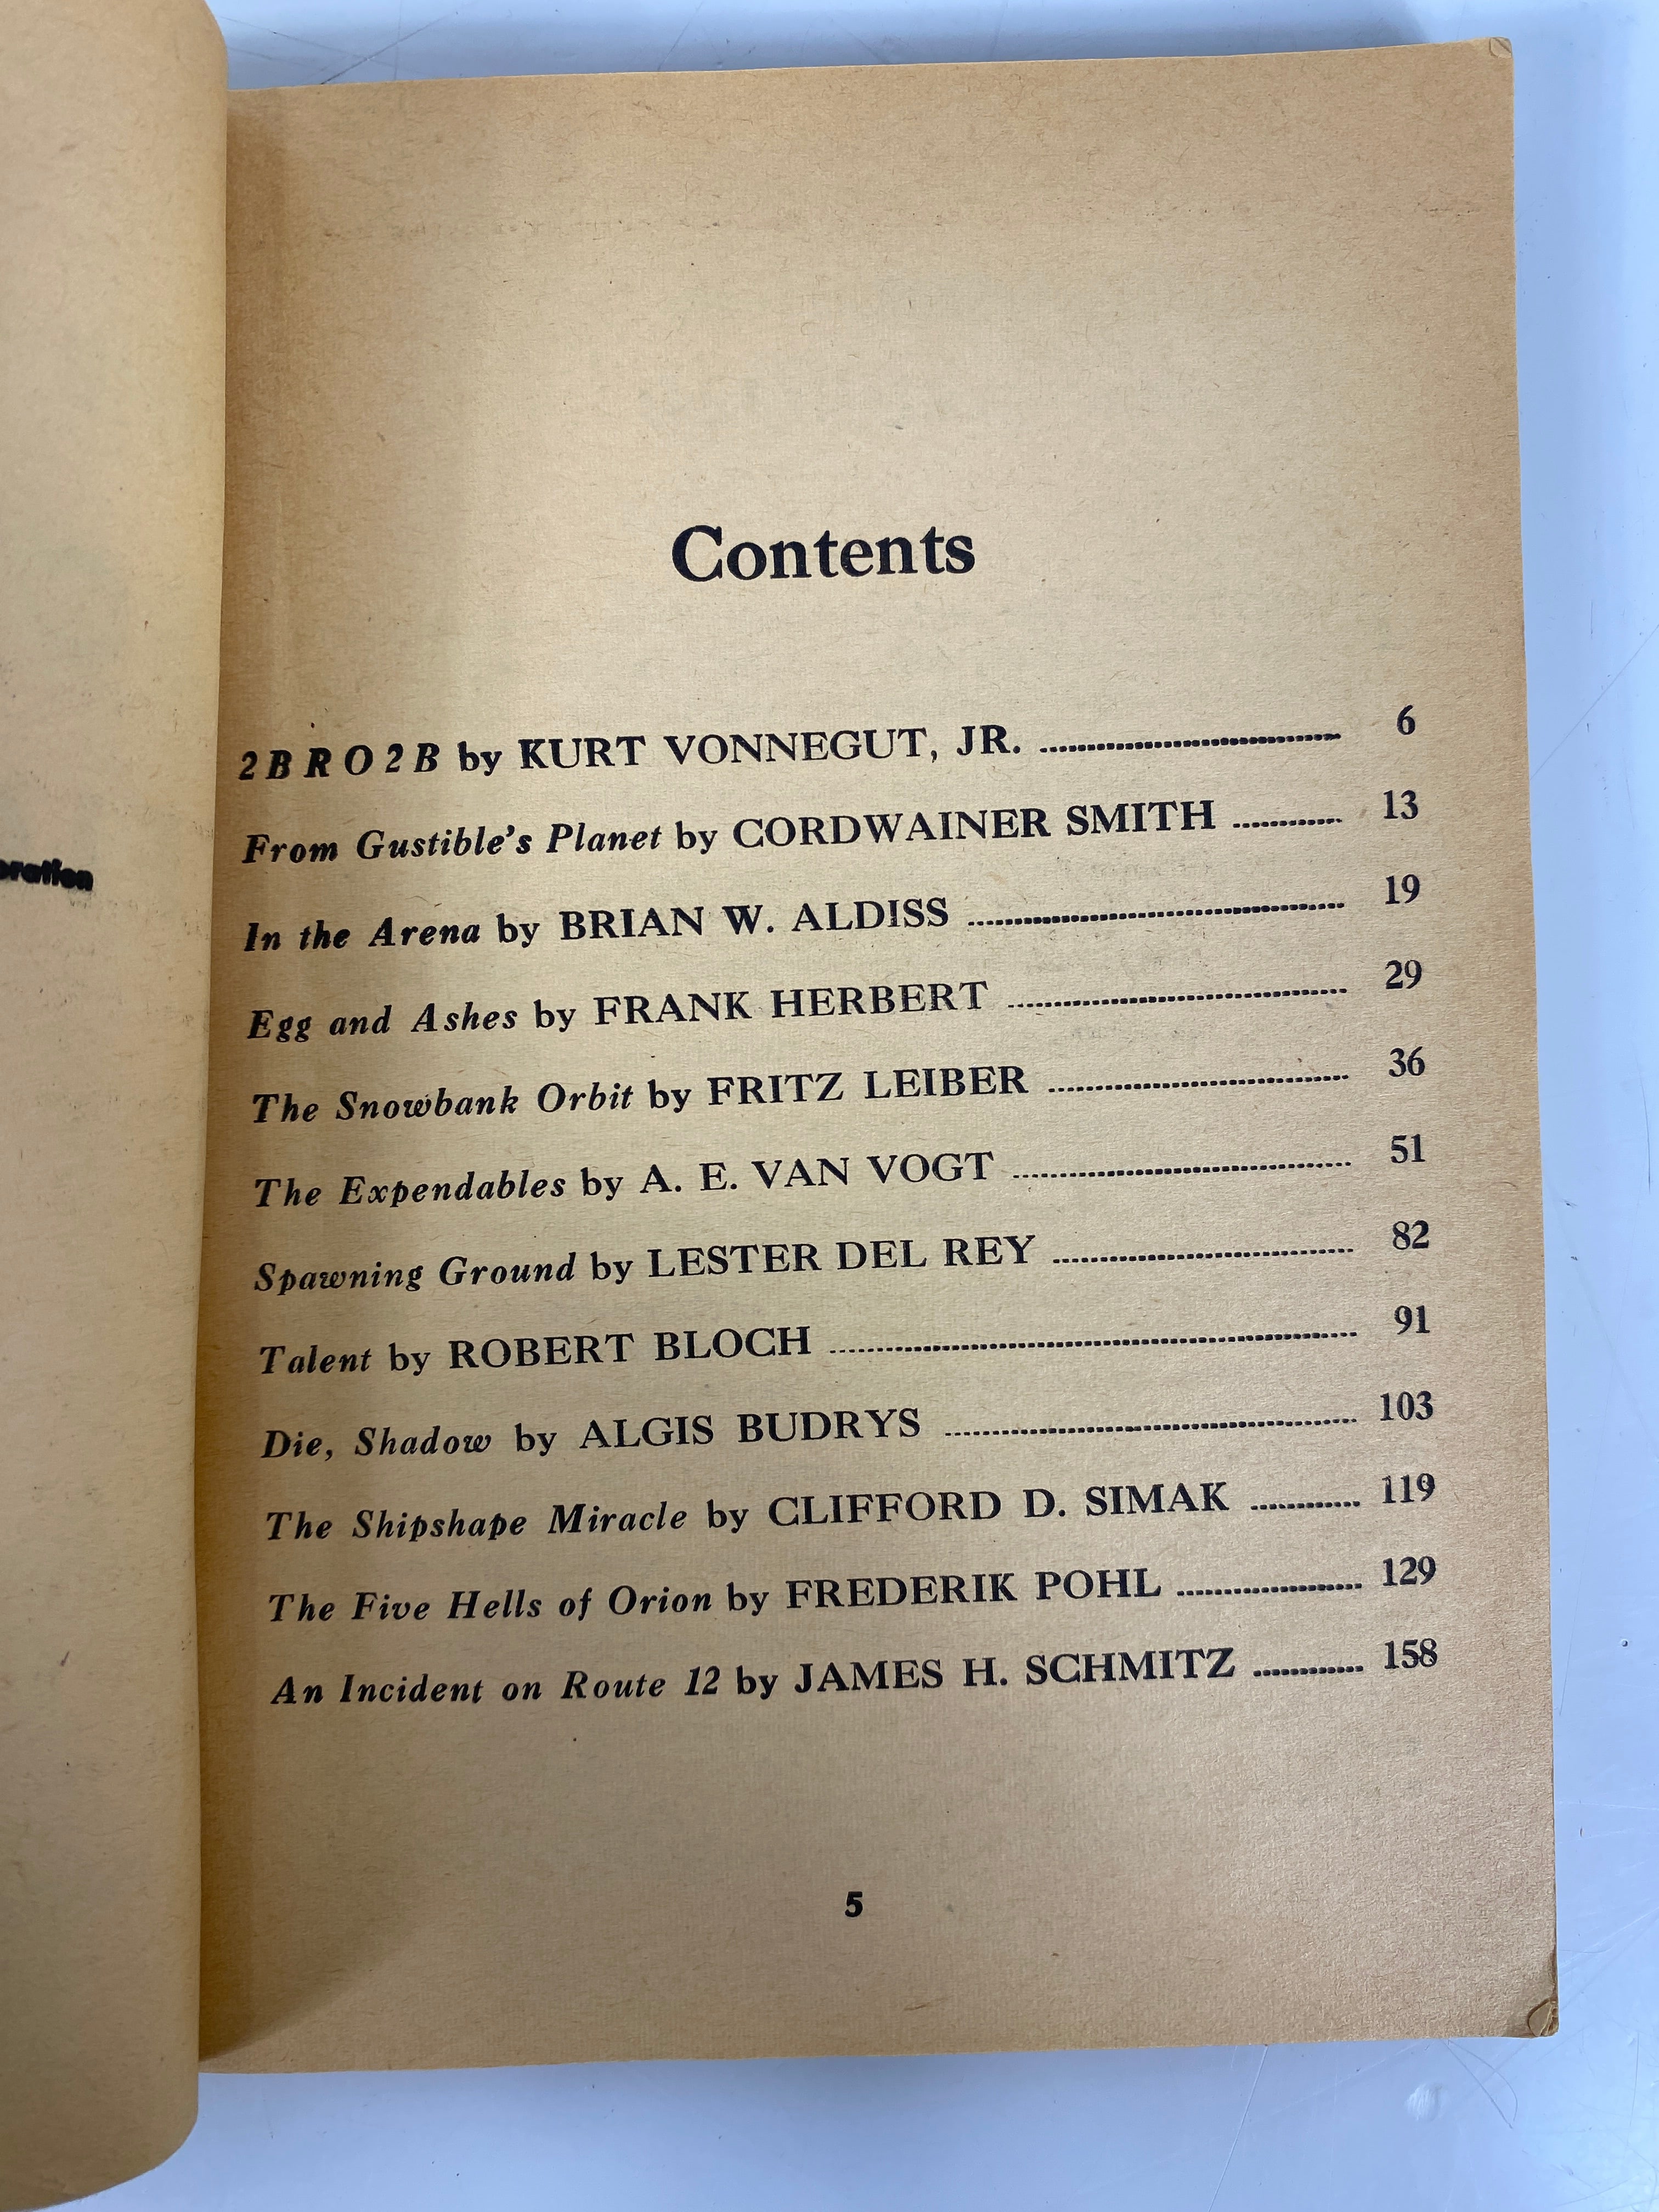 Contents
2 B R O 2 B by KURT VONNEGUT, JR. ................................ 6
From Gustible's Planet by CORDWAINER SMITH ............ 13
In the Arena by BRIAN W. ALDISS ........................................ 19
Egg and Ashes by FRANK HERBERT .................................... 29
The Snowbank Orbit by FRITZ LEIBER ................................ 36
The Expendables by A. E. VAN VOGT .................................... 51
Spawning Ground by LESTER DEL REY ................................ 82
Talent by ROBERT BLOCH ........................................................ 91
Die, Shadow by ALGIS BUDRYS ............................................ 103
The Shipshape Miracle by CLIFFORD D. SIMAK ............ 119
The Five Hells of Orion by FREDERIK POHL .................... 129
An Incident on Route 12 by JAMES H. SCHMITZ ............ 158
5